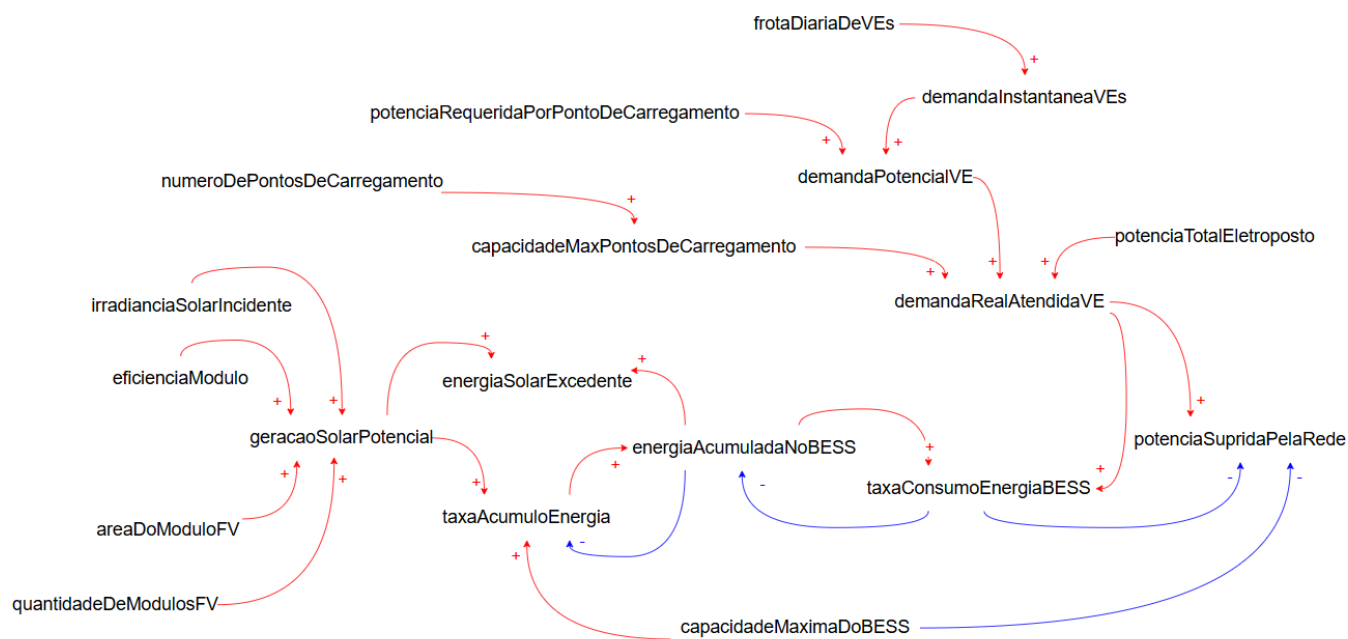 frotaDiariaDeVEs
+
demandaInstantaneaVEs
potenciaRequeridaPorPontoDeCarregamento
+
+
numeroDePontosDeCarregamento
demandaPotencialVE
+
capacidadeMaxPontosDeCarregamento
potenciaTotalEletroposto
+
+
+
irradianciaSolarIncidente
demandaRealAtendidaVE
+
+
eficienciaModulo
energiaSolarExcedente
+
+
+
geracaoSolarPotencial
energiaAcumuladaNoBESS
potenciaSupridaPelaRede
+
+
+
+
+
+
-
-
-
taxaConsumoEnergiaBESS
areaDoModuloFV
taxaAcumuloEnergia
-
+
quantidadeDeModulosFV
capacidadeMaximaDoBESS